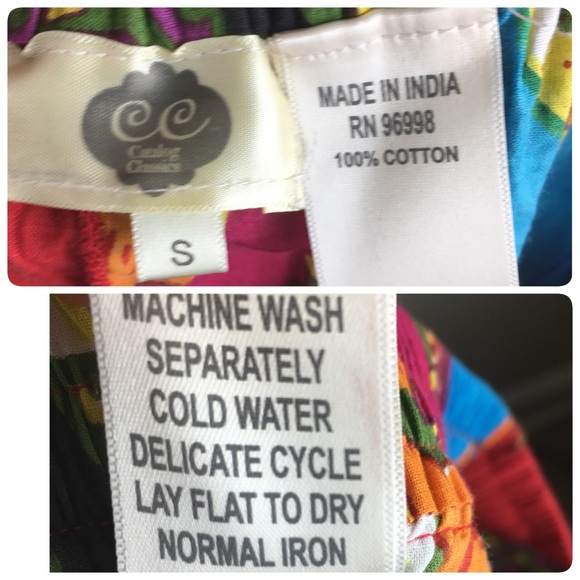 CC
Catalog
Classics
S
MADE IN INDIA
RN 96998
100% COTTON
MACHINE WASH
SEPARATELY
COLD WATER
DELICATE CYCLE
LAY FLAT TO DRY
NORMAL IRON